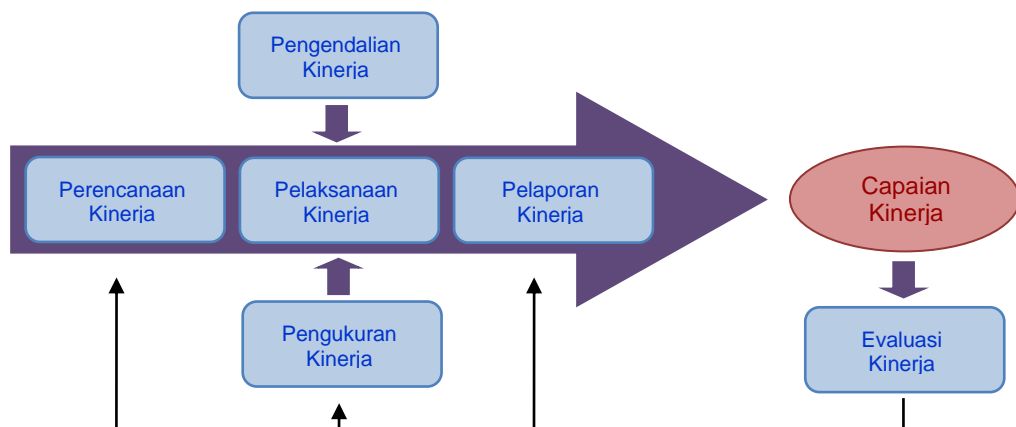 Pengendalian
Kinerja
Perencanaan
Kinerja
Pelaksanaan
Kinerja
Pelaporan
Kinerja
Capaian
Kinerja
Pengukuran
Kinerja
Evaluasi
Kinerja